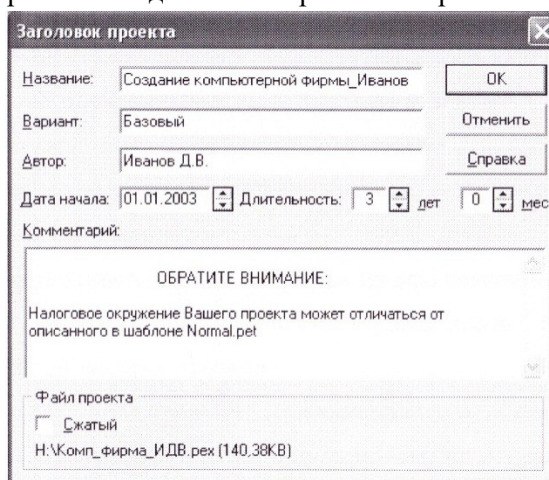 Заголовок проекта
Название: Создание компьютерной фирмы_Иванов OK
Вариант: Базовый Отменить
Автор: Иванов Д.В. Справка
Дата начала: 01.01.2003 Длительность: 3 лет 0 мес
Комментарий:
ОБРАТИТЕ ВНИМАНИЕ:
Налоговое окружение Вашего проекта может отличаться от
описанного в шаблоне Normal.pet
Файл проекта
Сжатый
H:\Комп_фирма_ИДВ.pex (140,38KB)